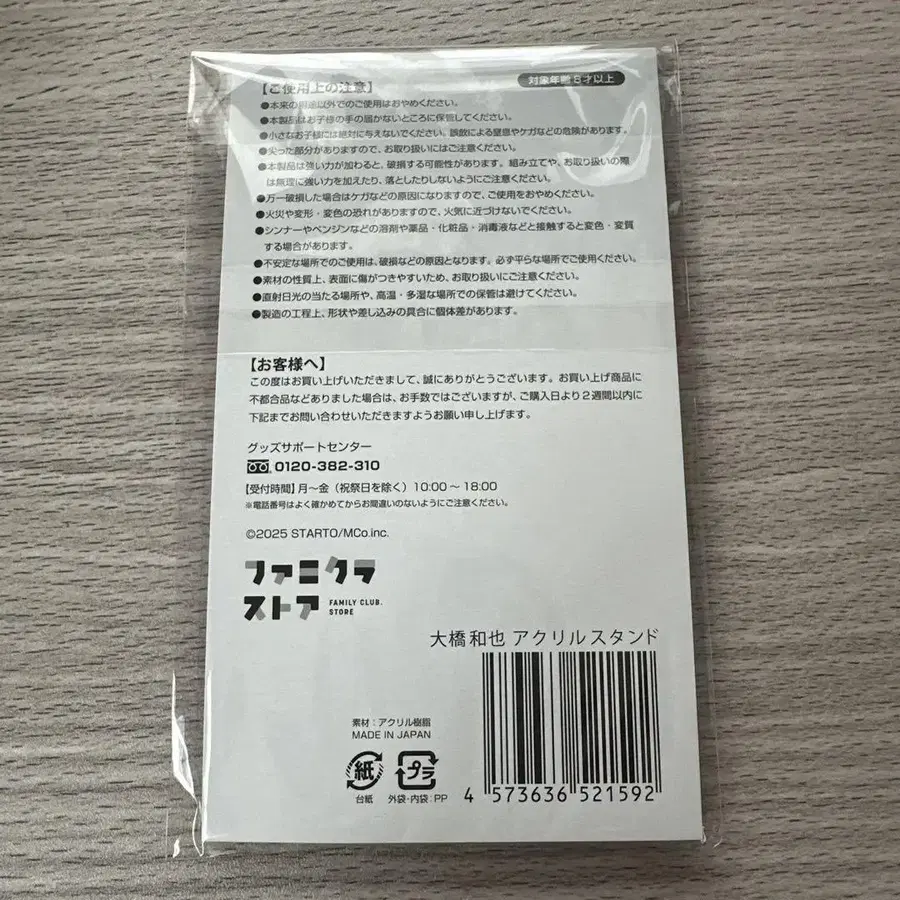 【ご使用上の注意】
対象年齢 8才以上
●本来の用途以外でのご使用はおやめください。
●本製品はお子様の手の届かないところに保管してください。
●小さなお子様には絶対に与えないでください。誤飲による窒息やケガなどの危険があります。
●尖った部分がありますので、お取り扱いにはご注意ください。
●本製品は強い力が加わると、破損する可能性があります。組み立てや、お取り扱いの際
は無理に強い力を加えたり、落としたりしないようにご注意ください。
●万一破損した場合はケガなどの原因になりますので、ご使用をおやめください。
●火災や変形・変色の恐れがありますので、火気に近づけないでください。
●シンナーやベンジンなどの溶剤や薬品・化粧品・消毒液などと接触すると変色・変質
する場合があります。
●不安定な場所でのご使用は、破損などの原因となります。必ず平らな場所でご使用ください。
●素材の性質上、表面に傷がつきやすいため、お取り扱いにご注意ください。
●直射日光の当たる場所や、高温・多湿な場所での保管は避けてください。
●製造の工程上、形状や差し込みの具合に個体差があります。
【お客様へ】
この度はお買い上げいただきまして、誠にありがとうございます。お買い上げ商品に
不都合品などありました場合は、お手数ではございますが、ご購入日より2週間以内に
下記までお問い合わせいただきますようお願い申し上げます。
グッズサポートセンター
0120-382-310
【受付時間】月～金（祝祭日を除く）10:00～18:00
※電話番号はよく確かめてからお間違いのないようにご注意ください。
©2025 STARTO/MCo.inc.
ファミクラ
ストア
FAMILY CLUB.
STORE
大橋和也 アクリルスタンド
素材：アクリル樹脂
MADE IN JAPAN
紙
プラ
台紙
外袋・内袋：PP
4 573636 521592